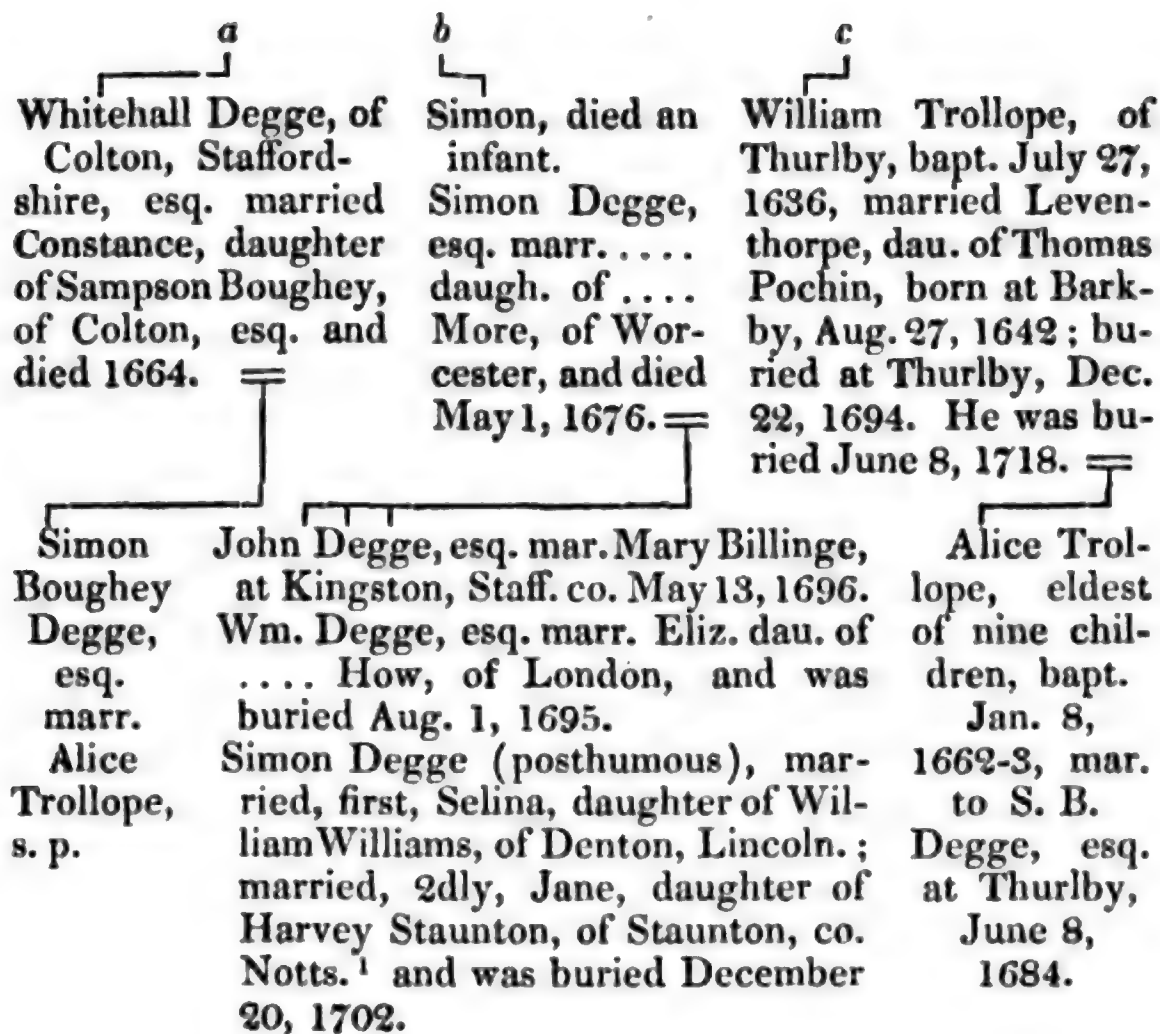 a
b
c
Whitehall Degge, of
Colton, Stafford-
shire, esq. married
Constance, daughter
of Sampson Boughey,
of Colton, esq. and
died 1664.
Simon, died an
infant.
Simon Degge,
esq. marr. ....
daugh. of ....
More, of Wor-
cester, and died
May 1, 1676.
William Trollope, of
Thurlby, bapt. July 27,
1636, married Leven-
thorpe, dau. of Thomas
Pochin, born at Bark-
by, Aug. 27, 1642; bu-
ried at Thurlby, Dec.
22, 1694. He was bu-
ried June 8, 1718.
Simon
Boughey
Degge,
esq.
marr.
Alice
Trollope,
s. p.
John Degge, esq. mar. Mary Billinge,
at Kingston, Staff. co. May 13, 1696.
Wm. Degge, esq. marr. Eliz. dau. of
.... How, of London, and was
buried Aug. 1, 1695.
Simon Degge (posthumous), mar-
ried, first, Selina, daughter of Wil-
liam Williams, of Denton, Lincoln.;
married, 2dly, Jane, daughter of
Harvey Staunton, of Staunton, co.
Notts.¹ and was buried December
20, 1702.
Alice Trol-
lope, eldest
of nine chil-
dren, bapt.
Jan. 8,
1662-3, mar.
to S. B.
Degge, esq.
at Thurlby,
June 8,
1684.